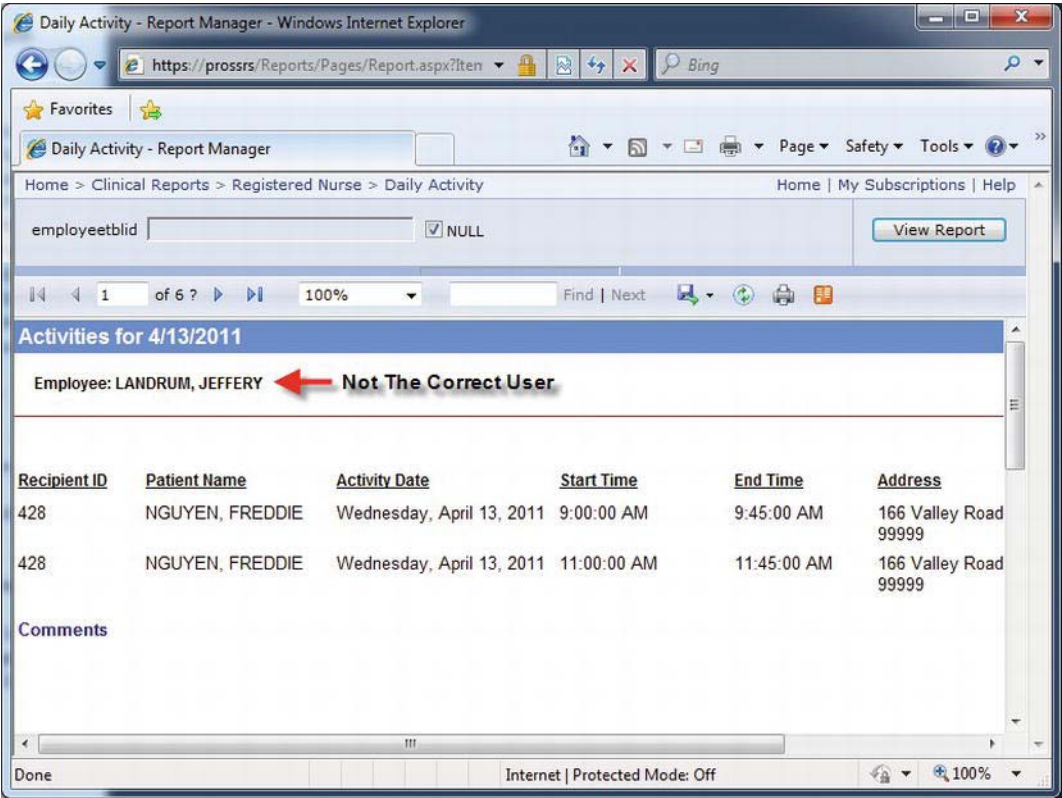 Daily Activity - Report Manager - Windows Internet Explorer
https://prossrs/Reports/Pages/Report.aspx?Iten
Bing
Favorites
Daily Activity - Report Manager
Page Safety Tools
Home > Clinical Reports > Registered Nurse > Daily Activity Home | My Subscriptions | Help
employeetblid NULL View Report
1 of 6 ? 100% Find | Next
Activities for 4/13/2011
Employee: LANDRUM, JEFFERY Not The Correct User
Recipient ID Patient Name Activity Date Start Time End Time Address
428 NGUYEN, FREDDIE Wednesday, April 13, 2011 9:00:00 AM 9:45:00 AM 166 Valley Road
99999
428 NGUYEN, FREDDIE Wednesday, April 13, 2011 11:00:00 AM 11:45:00 AM 166 Valley Road
99999
Comments
Done Internet | Protected Mode: Off 100%